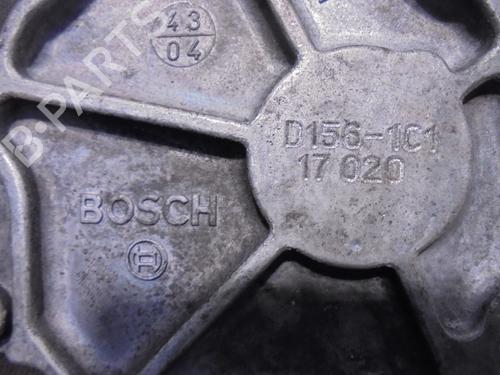 43
04
D156-1C1
17 020
BOSCH
B-PARTS